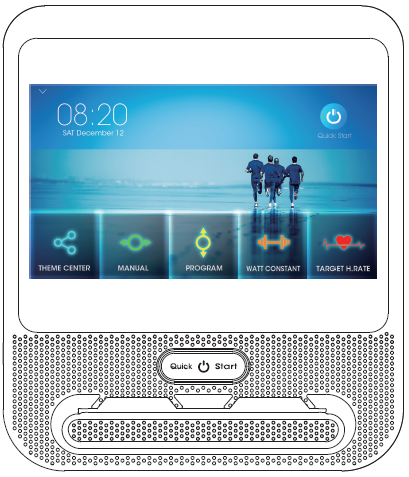 08:20
SAT December 12
Quick Start
THEME CENTER
MANUAL
PROGRAM
WATT CONSTANT
TARGET H.RATE
Quick Start